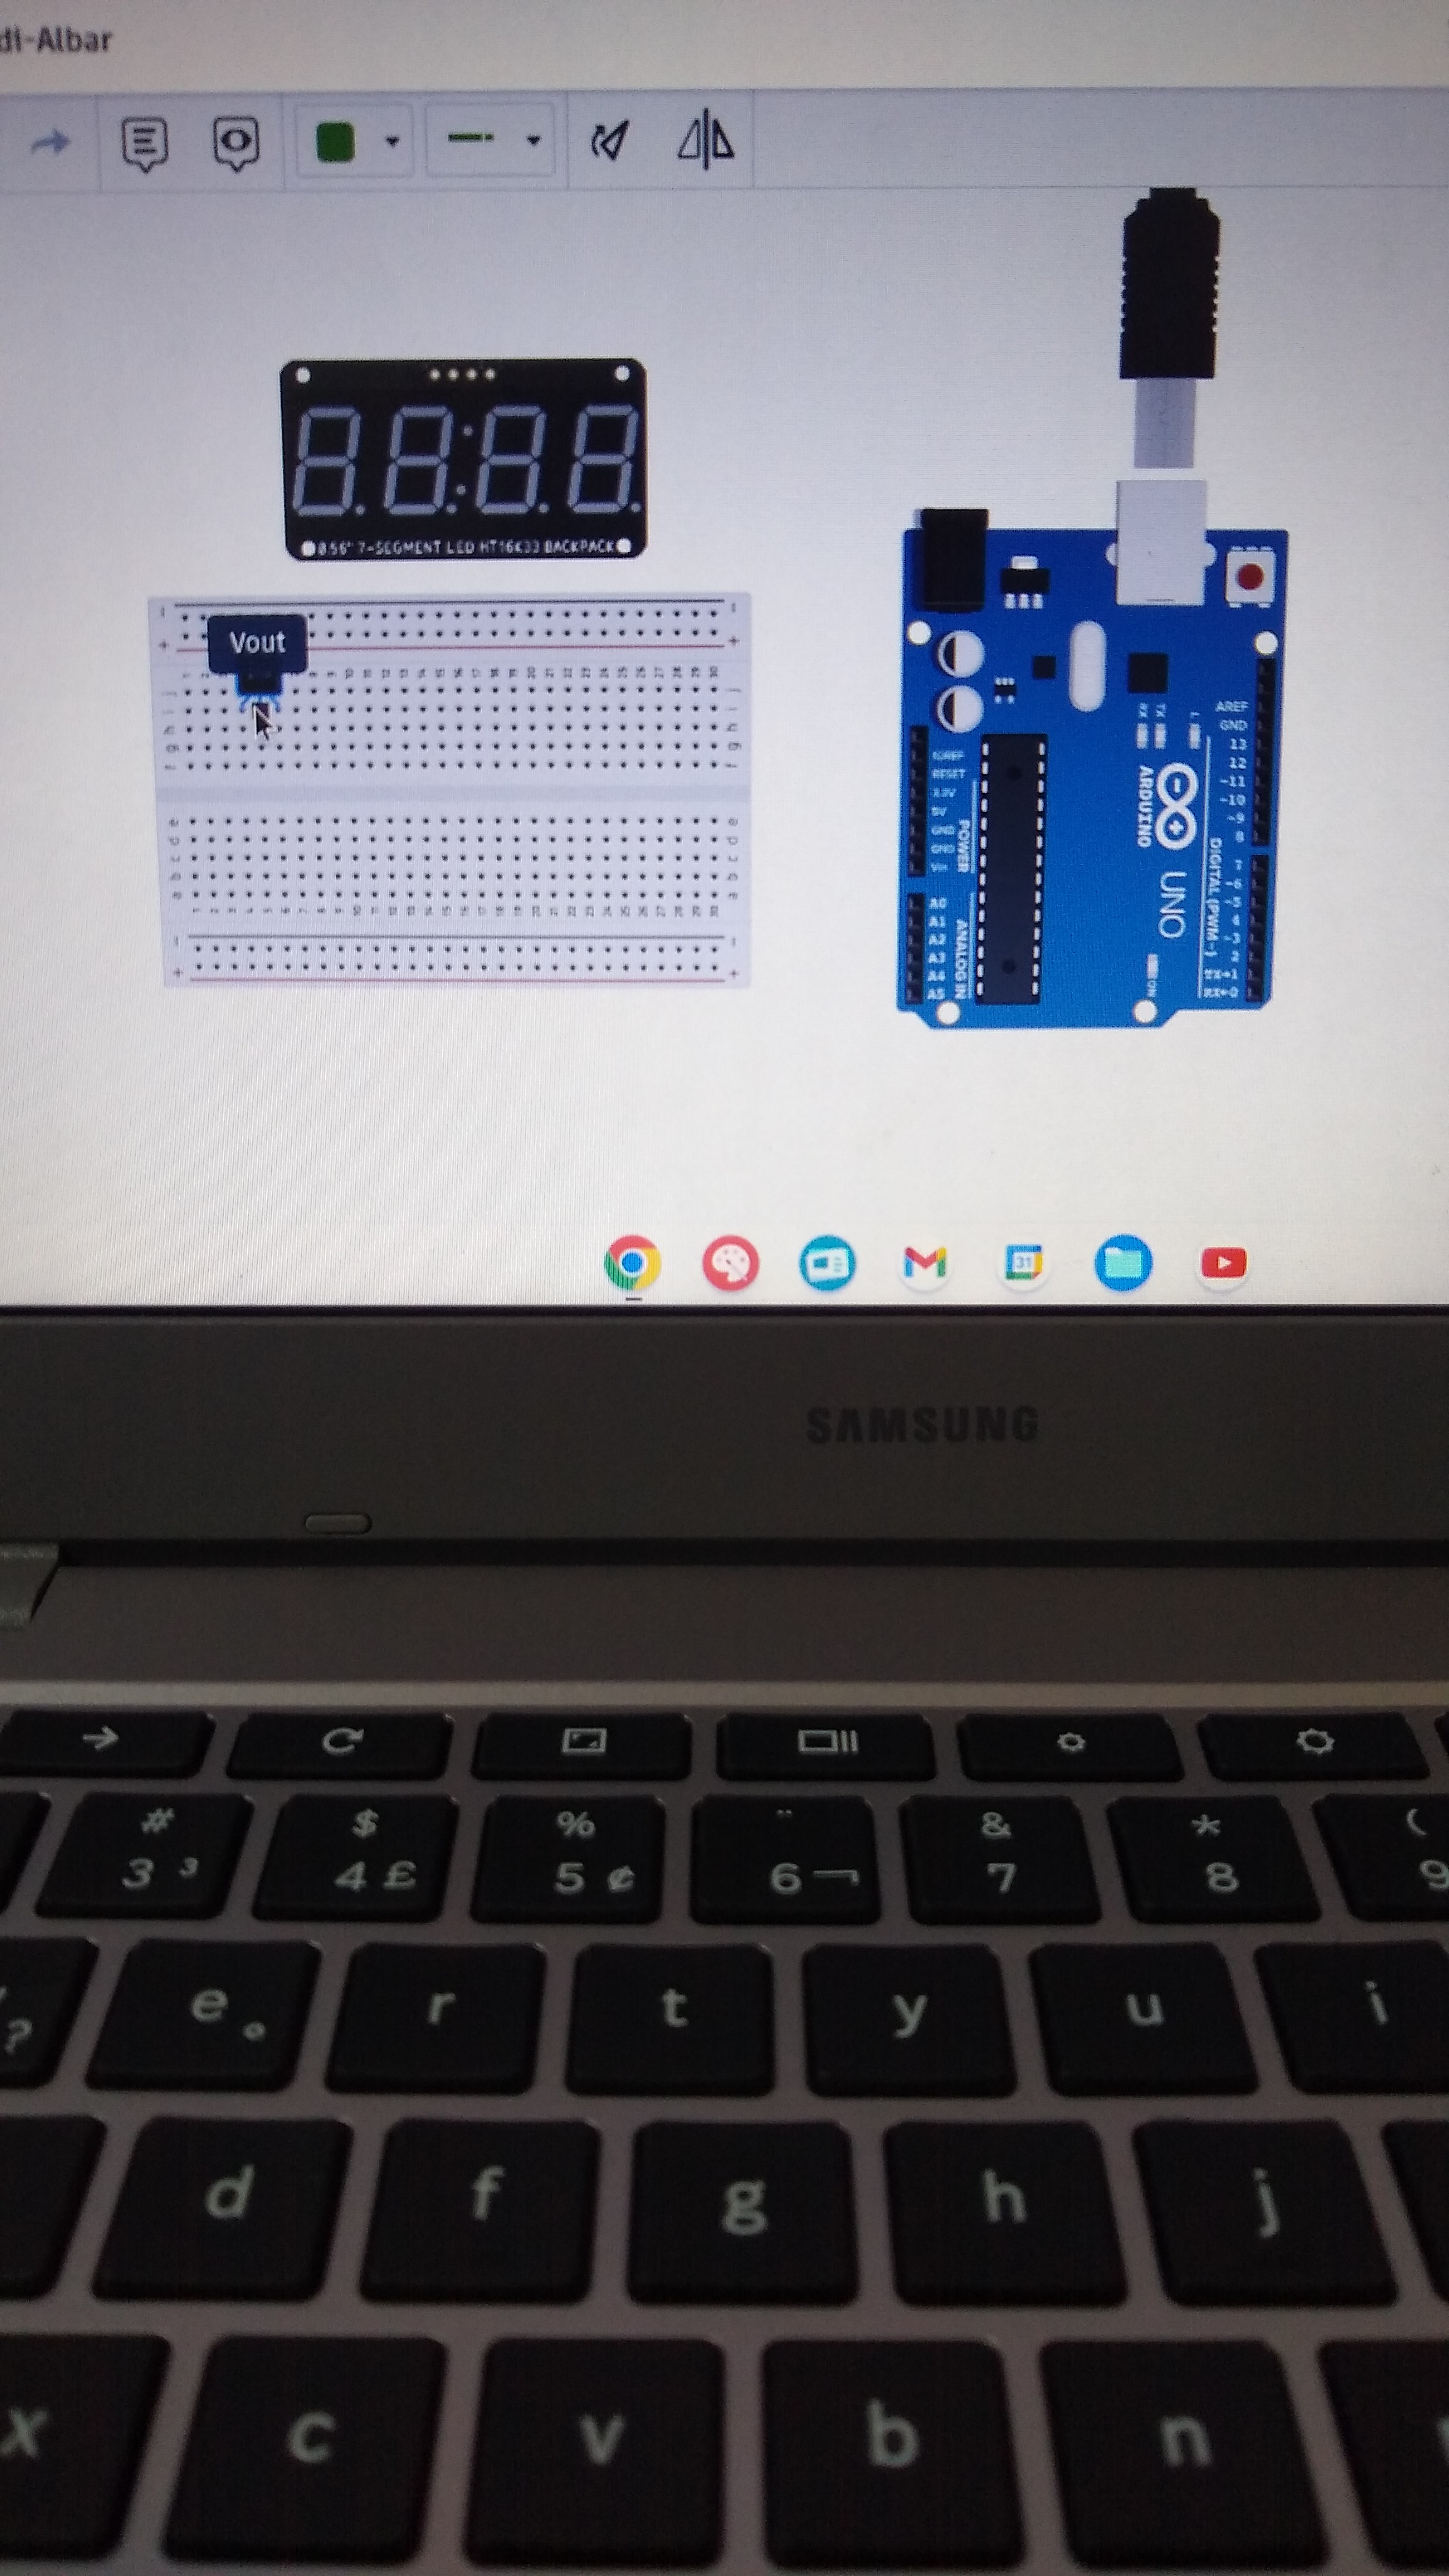 di-Albar
0.56" 7-SEGMENT LED HT16K33 BACKPACK
Vout
AREF
GND
13
12
~11
~10
~9
8
7
~6
~5
4
~3
2
TX→1
RX←0
DIGITAL (PWM~)
IOREF
RESET
3.3V
5V
GND
GND
Vin
POWER
A0
A1
A2
A3
A4
A5
ANALOG IN
RX
TX
L
ARDUINO
UNO
ON
31
SAMSUNG
# $ % ¨ & * (
3 ³ 4 £ 5 ¢ 6 ¬ 7 8 9
? e ° r t y u i
d f g h j
x c v b n